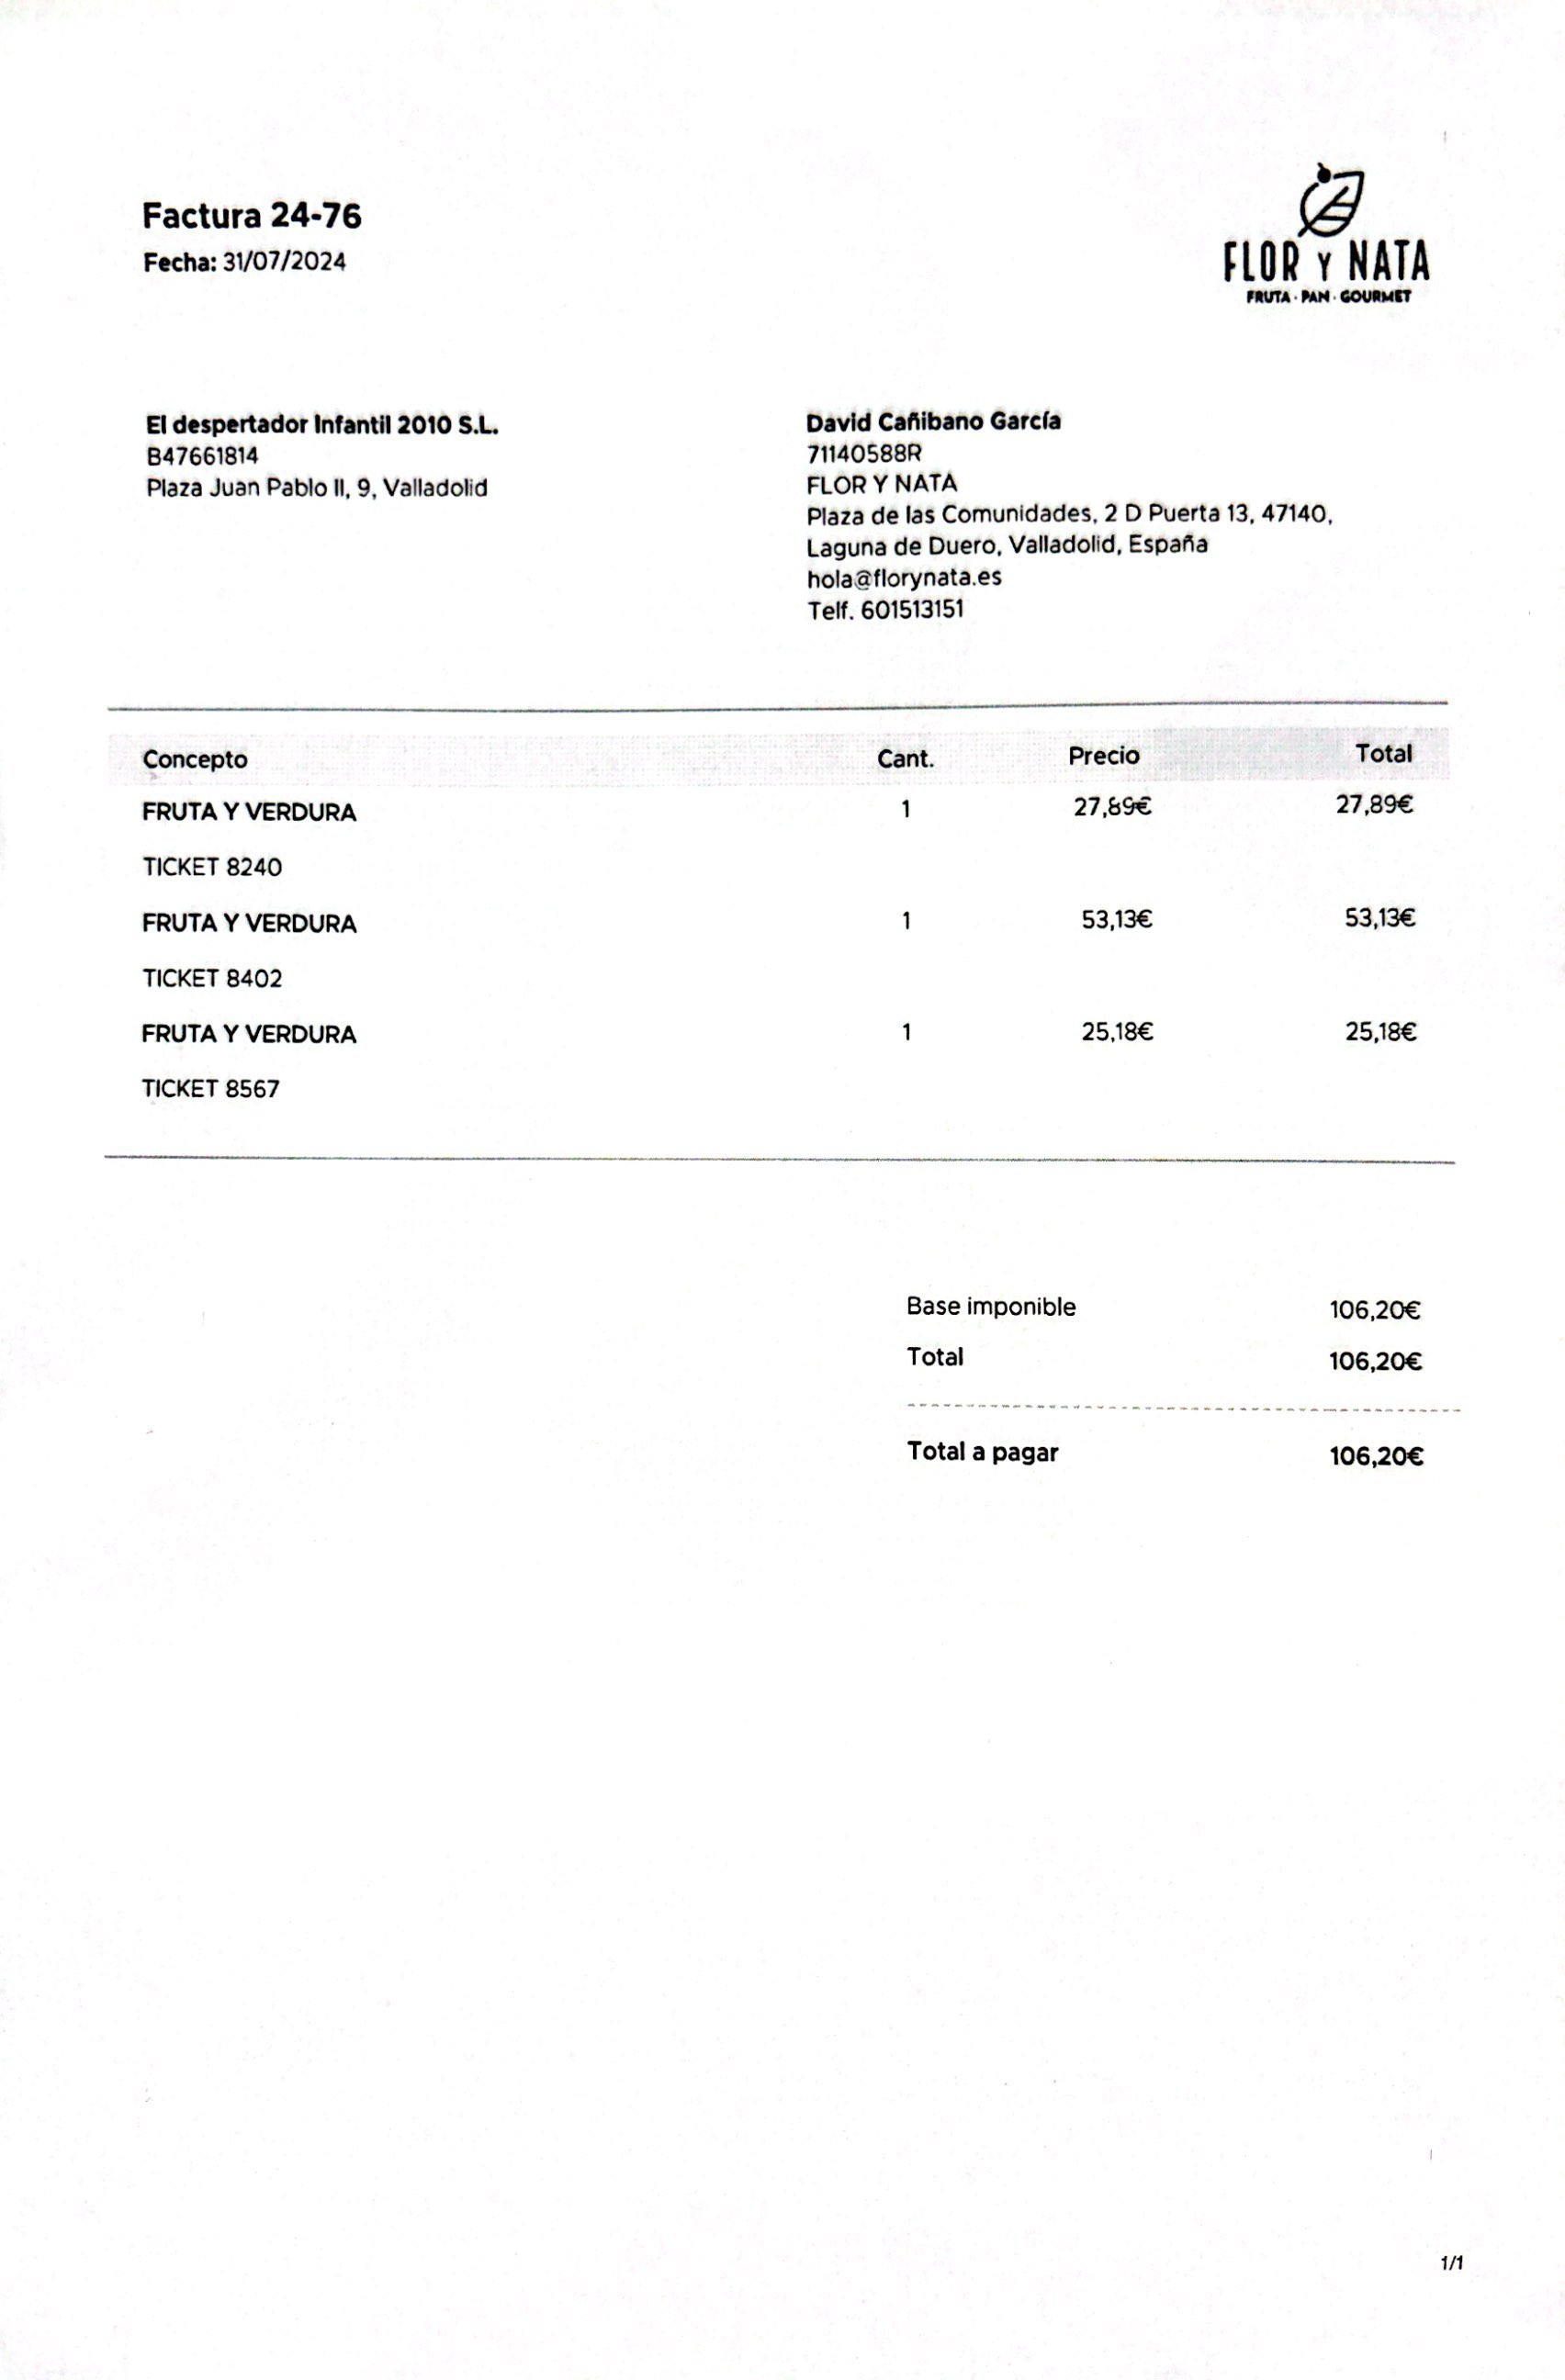 Factura 24-76
Fecha: 31/07/2024
FLOR Y NATA
FRUTA · PAN · GOURMET
El despertador Infantil 2010 S.L.
B47661814
Plaza Juan Pablo II, 9, Valladolid
David Cañibano García
71140588R
FLOR Y NATA
Plaza de las Comunidades, 2 D Puerta 13, 47140,
Laguna de Duero, Valladolid, España
hola@florynata.es
Telf. 601513151
Concepto Cant. Precio Total
FRUTA Y VERDURA 1 27,89€ 27,89€
TICKET 8240
FRUTA Y VERDURA 1 53,13€ 53,13€
TICKET 8402
FRUTA Y VERDURA 1 25,18€ 25,18€
TICKET 8567
Base imponible 106,20€
Total 106,20€
Total a pagar 106,20€
1/1